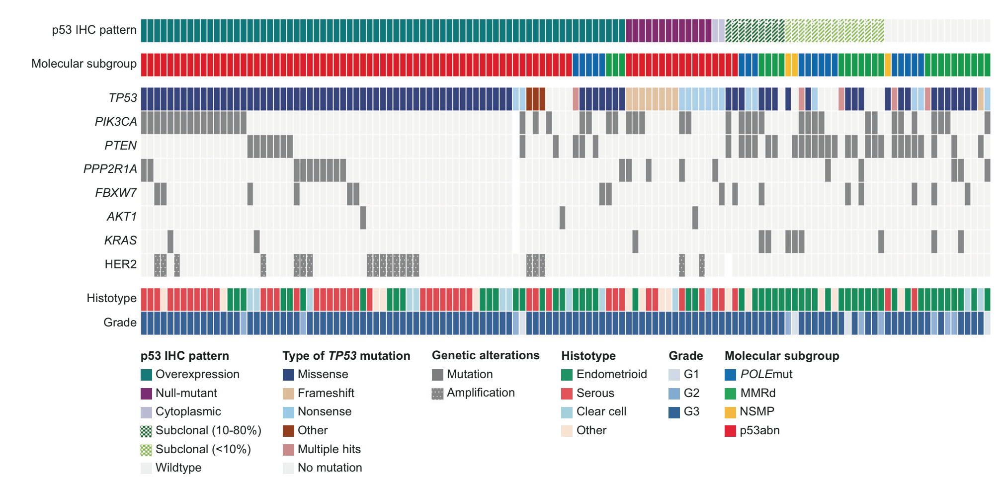 p53 IHC pattern
Molecular subgroup
TP53
PIK3CA
PTEN
PPP2R1A
FBXW7
AKT1
KRAS
HER2
Histotype
Grade
p53 IHC pattern
Overexpression
Null-mutant
Cytoplasmic
Subclonal (10-80%)
Subclonal (<10%)
Wildtype
Type of TP53 mutation
Missense
Frameshift
Nonsense
Other
Multiple hits
No mutation
Genetic alterations
Mutation
Amplification
Histotype
Endometrioid
Serous
Clear cell
Other
Grade
G1
G2
G3
Molecular subgroup
POLEmut
MMRd
NSMP
p53abn